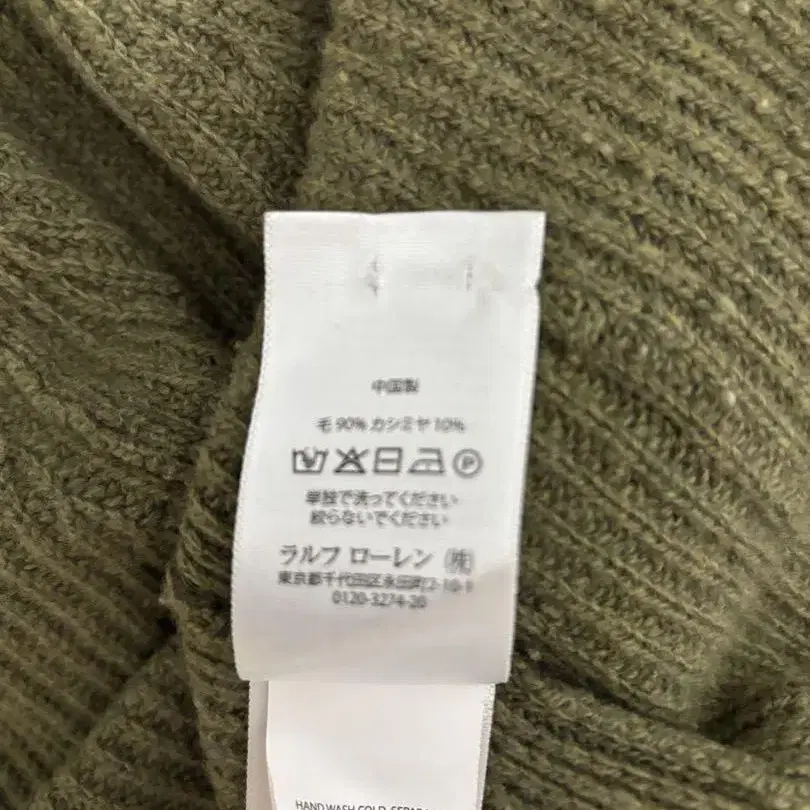 中国製
毛 90% カシミヤ 10%
P
単独で洗ってください
絞らないでください
ラルフ ローレン (株)
東京都千代田区永田町2-10-1
0120-3274-20
HAND WASH COLD. SEPARA